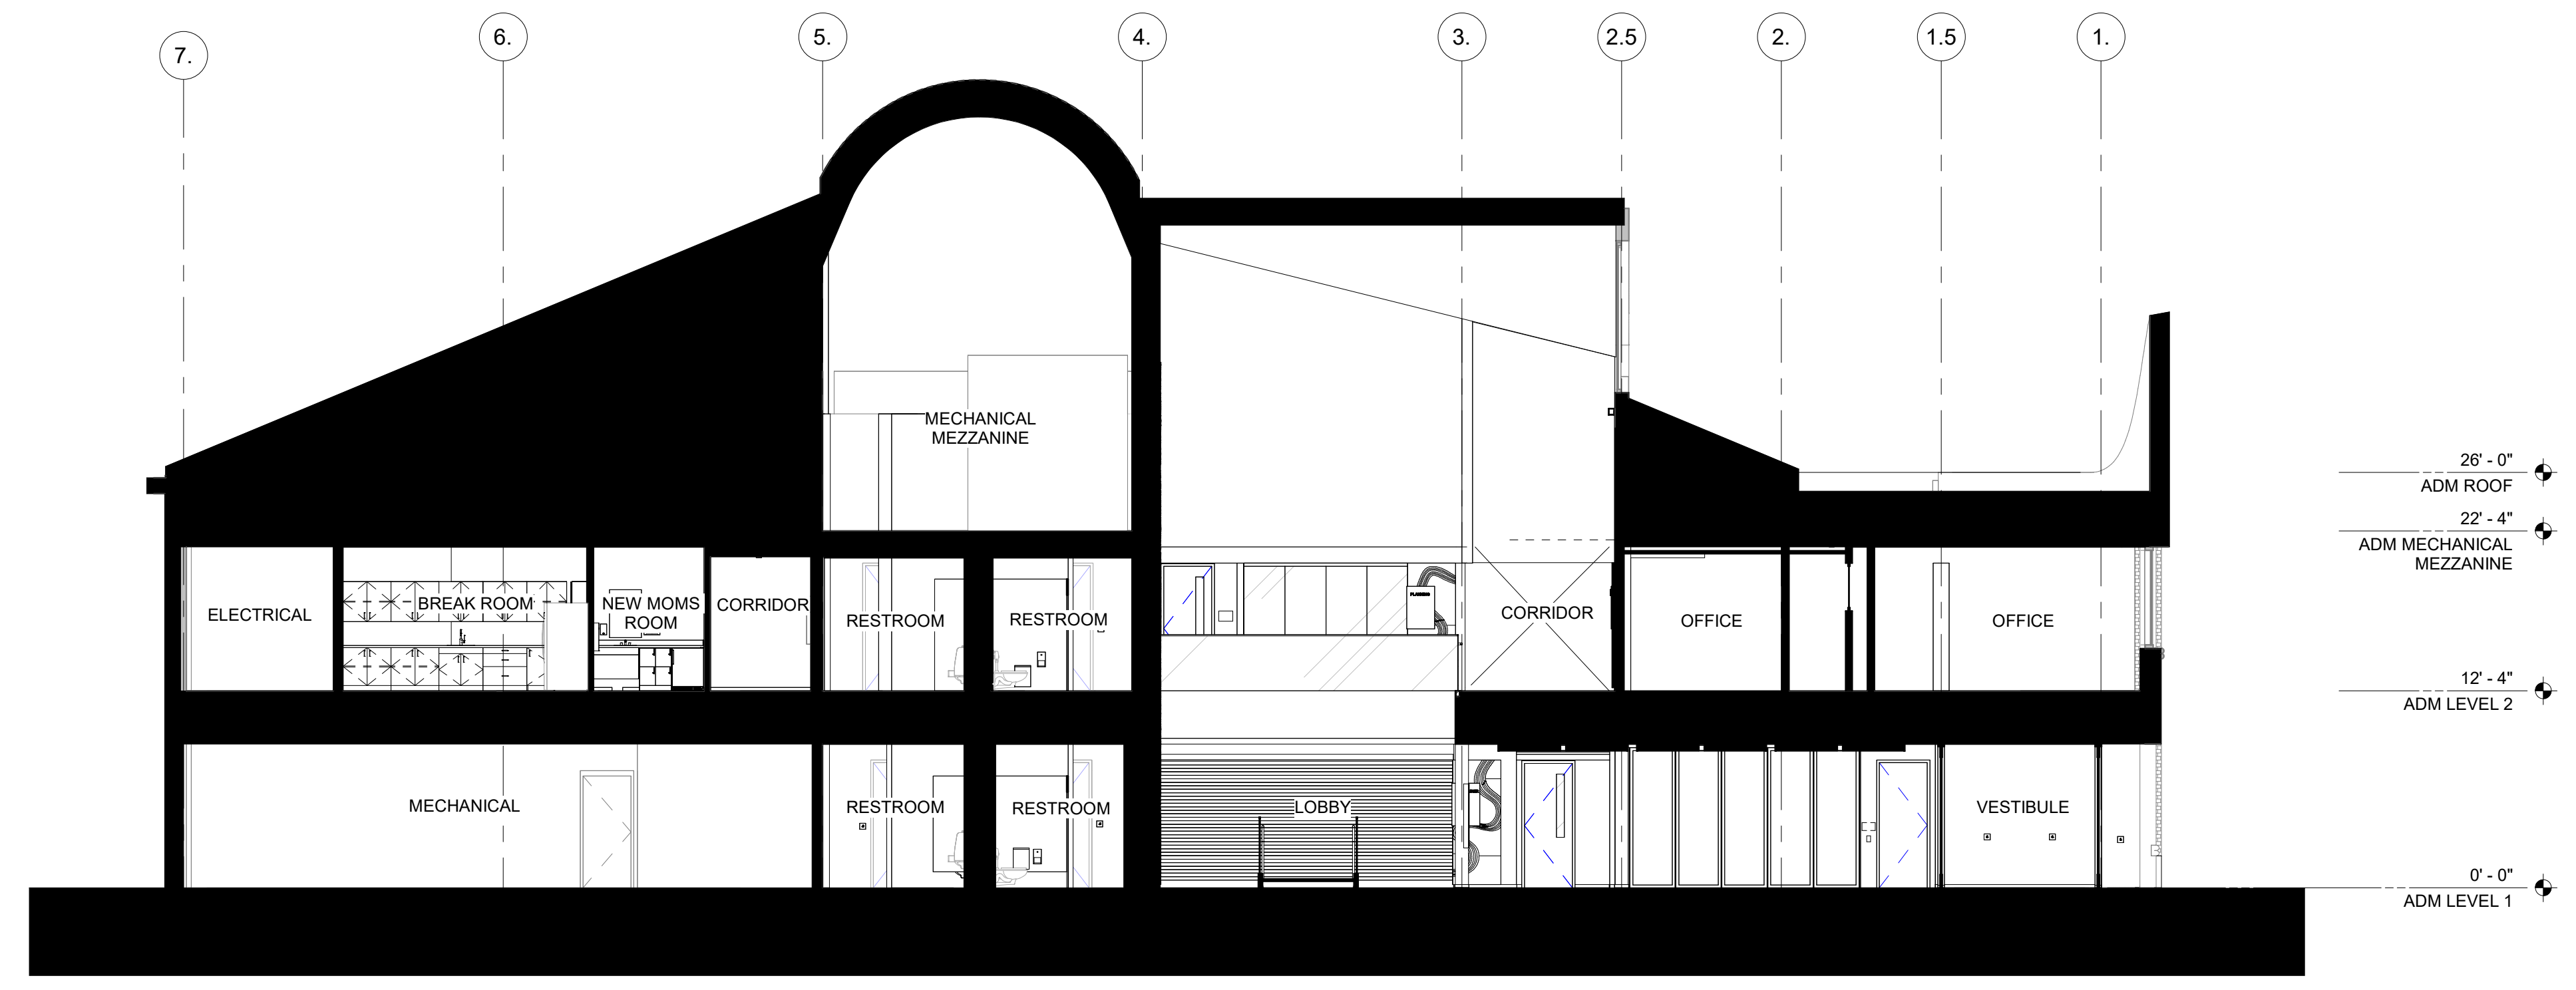 7.
6.
5.
4.
3.
2.5
2.
1.5
1.
MECHANICAL
MEZZANINE
26' - 0"
ADM ROOF
22' - 4"
ADM MECHANICAL
MEZZANINE
ELECTRICAL
BREAK ROOM
NEW MOMS
ROOM
CORRIDOR
RESTROOM
RESTROOM
PLANNING
CORRIDOR
OFFICE
OFFICE
12' - 4"
ADM LEVEL 2
MECHANICAL
RESTROOM
RESTROOM
LOBBY
VESTIBULE
0' - 0"
ADM LEVEL 1